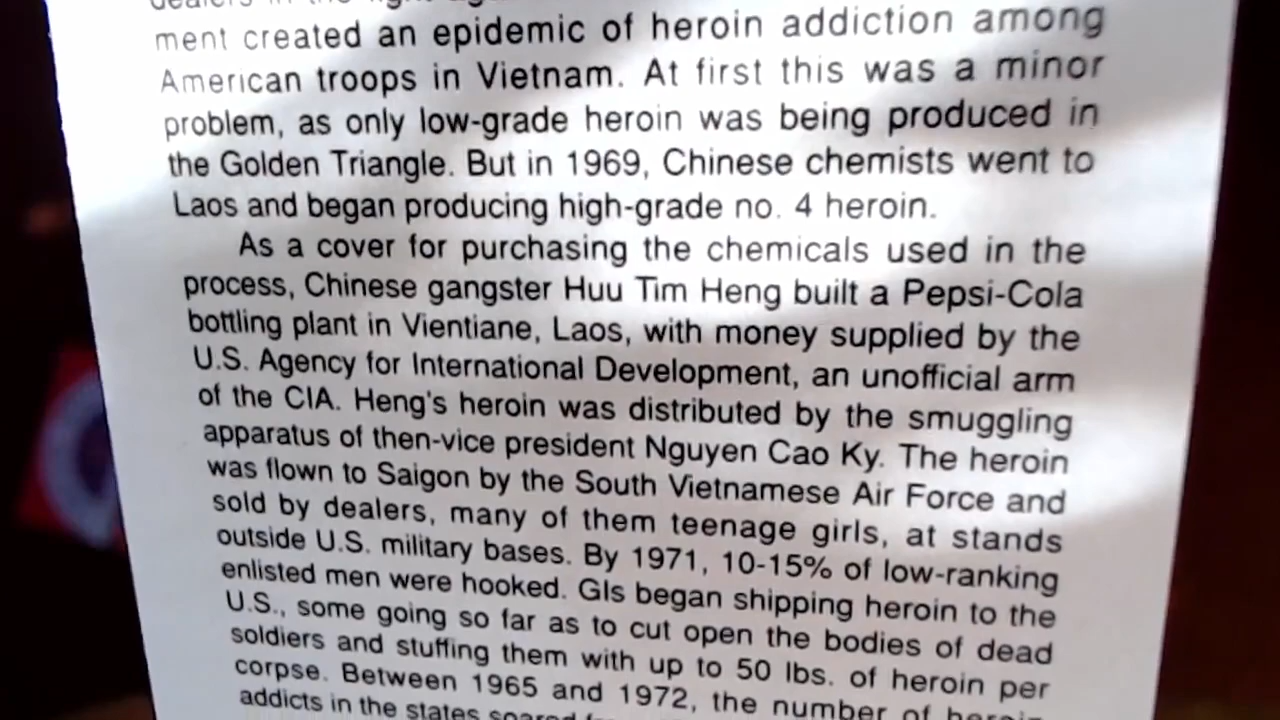 dealers in the
ment created an epidemic of heroin addiction among
American troops in Vietnam. At first this was a minor
problem, as only low-grade heroin was being produced in
the Golden Triangle. But in 1969, Chinese chemists went to
Laos and began producing high-grade no. 4 heroin.
As a cover for purchasing the chemicals used in the
process, Chinese gangster Huu Tim Heng built a Pepsi-Cola
bottling plant in Vientiane, Laos, with money supplied by the
U.S. Agency for International Development, an unofficial arm
of the CIA. Heng's heroin was distributed by the smuggling
apparatus of then-vice president Nguyen Cao Ky. The heroin
was flown to Saigon by the South Vietnamese Air Force and
sold by dealers, many of them teenage girls, at stands
outside U.S. military bases. By 1971, 10-15% of low-ranking
enlisted men were hooked. GIs began shipping heroin to the
U.S., some going so far as to cut open the bodies of dead
soldiers and stuffing them with up to 50 lbs. of heroin per
corpse. Between 1965 and 1972, the number of heroin
addicts in the states soared